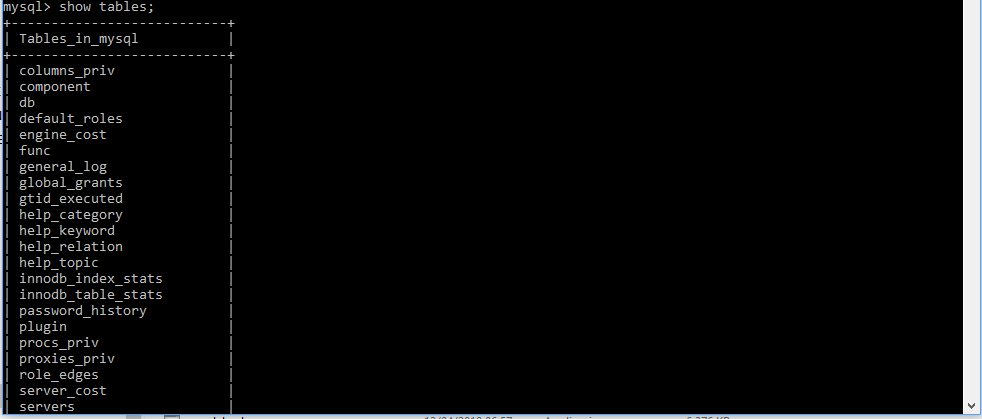 mysql> show tables;
+---------------------------+
| Tables_in_mysql           |
+---------------------------+
| columns_priv              |
| component                 |
| db                        |
| default_roles             |
| engine_cost               |
| func                      |
| general_log               |
| global_grants             |
| gtid_executed             |
| help_category             |
| help_keyword              |
| help_relation             |
| help_topic                |
| innodb_index_stats        |
| innodb_table_stats        |
| password_history          |
| plugin                    |
| procs_priv                |
| proxies_priv              |
| role_edges                |
| server_cost               |
| servers                   |